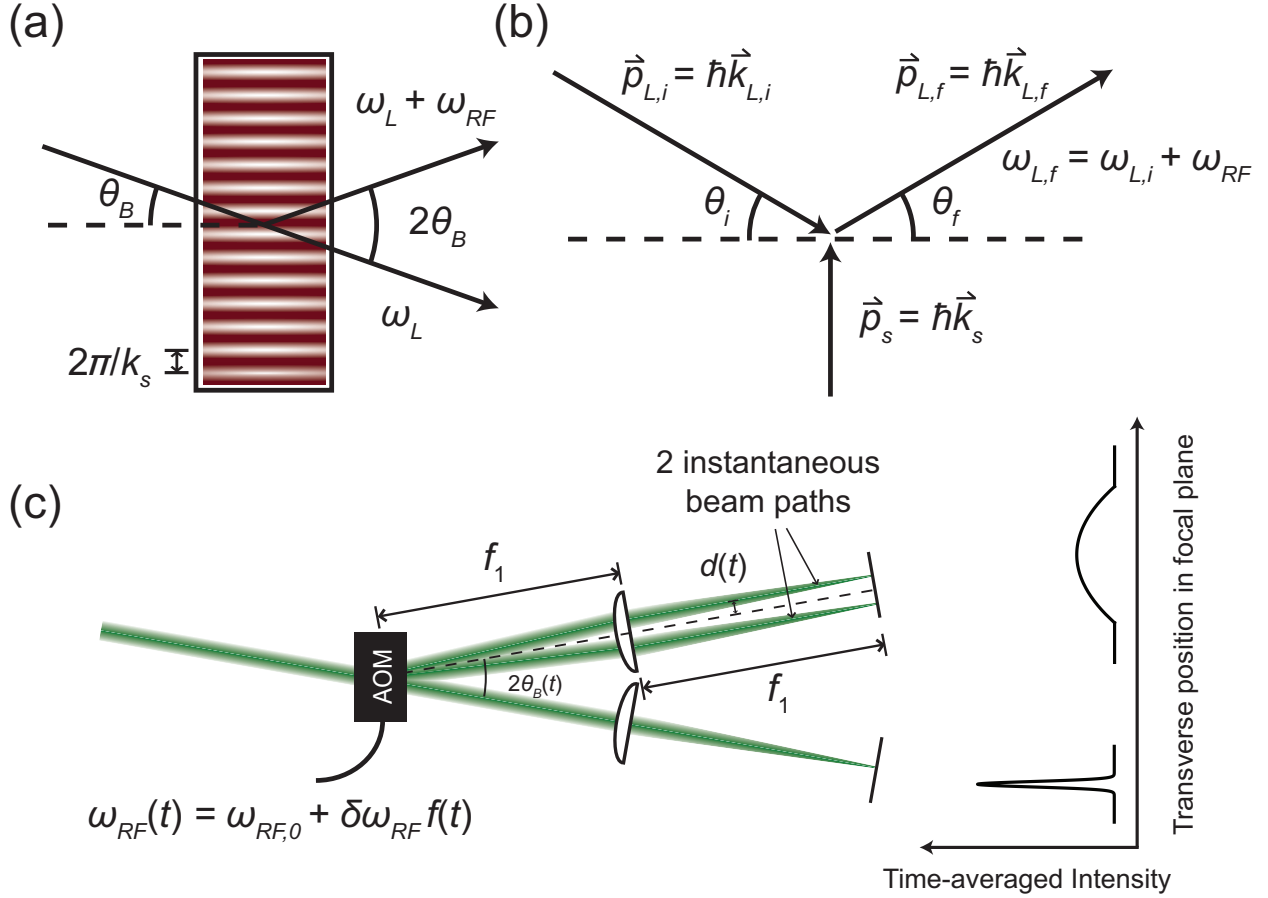 (a)
ω_L + ω_RF
θ_B
2θ_B
ω_L
2π/k_s
(b)
p⃗_L,i = ħk⃗_L,i
p⃗_L,f = ħk⃗_L,f
ω_L,f = ω_L,i + ω_RF
θ_i
θ_f
p⃗_s = ħk⃗_s
(c)
2 instantaneous
beam paths
f_1
d(t)
AOM
2θ_B(t)
f_1
ω_RF(t) = ω_RF,0 + δω_RF f(t)
Transverse position in focal plane
Time-averaged Intensity